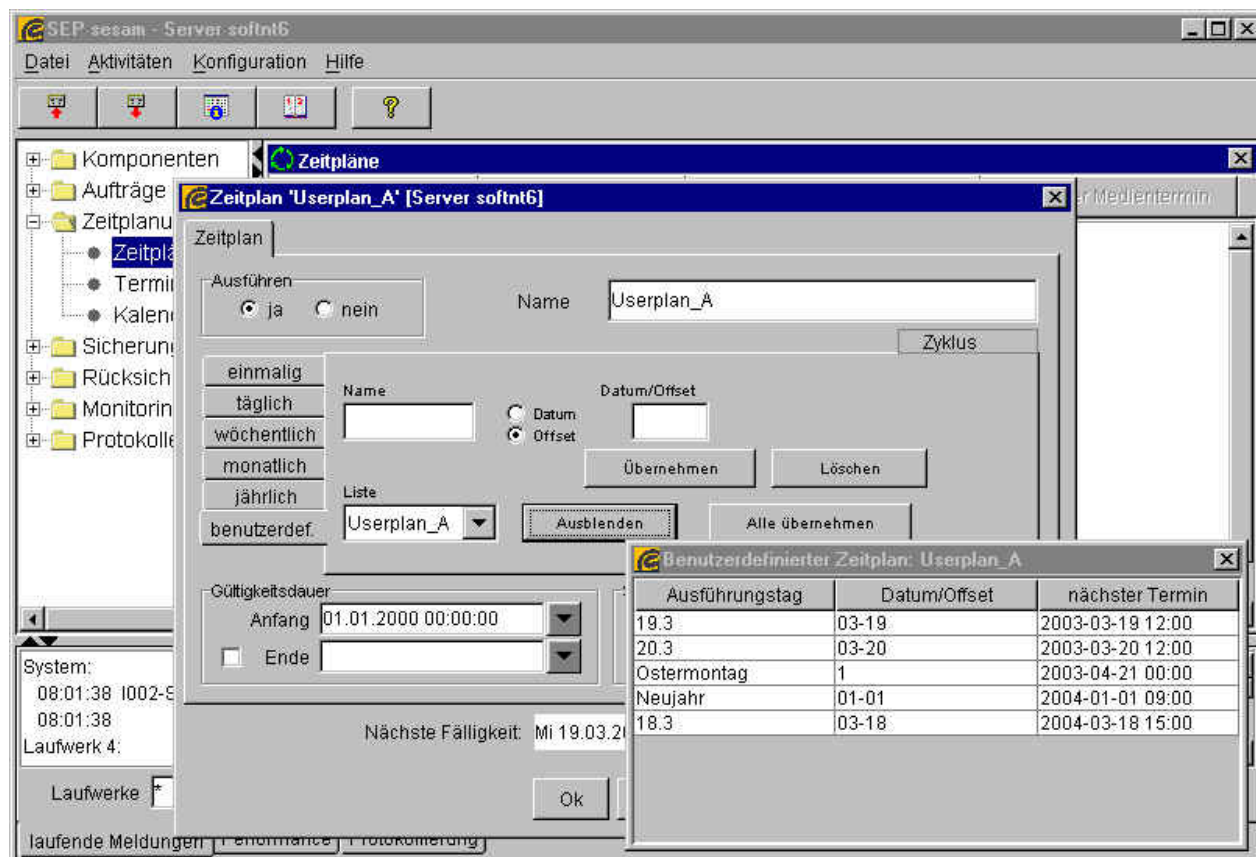 SEP sesam - Server softnt6
Datei Aktivitäten Konfiguration Hilfe
Komponenten
Aufträge
Zeitplanu
Zeitplä
Termi
Kalend
Sicherun
Rücksich
Monitorin
Protokolle
Zeitpläne
r Medientermin
Zeitplan 'Userplan_A' [Server softnt6]
Zeitplan
Ausführen
ja nein
Name Userplan_A
Zyklus
einmalig
täglich
wöchentlich
monatlich
jährlich
benutzerdef.
Name
Datum
Offset
Datum/Offset
Übernehmen Löschen
Liste
Userplan_A Ausblenden Alle übernehmen
Gültigkeitsdauer
Anfang 01.01.2000 00:00:00
Ende
Nächste Fälligkeit: Mi 19.03.2
Ok
Benutzerdefinierter Zeitplan: Userplan_A
Ausführungstag Datum/Offset nächster Termin
19.3 03-19 2003-03-19 12:00
20.3 03-20 2003-03-20 12:00
Ostermontag 1 2003-04-21 00:00
Neujahr 01-01 2004-01-01 09:00
18.3 03-18 2004-03-18 15:00
System:
08:01:38 I002-S
08:01:38
Laufwerk 4:
Laufwerke *
laufende Meldungen Performance Protokollierung